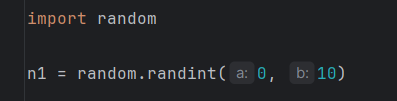 import random
n1 = random.randint(a: 0, b: 10)